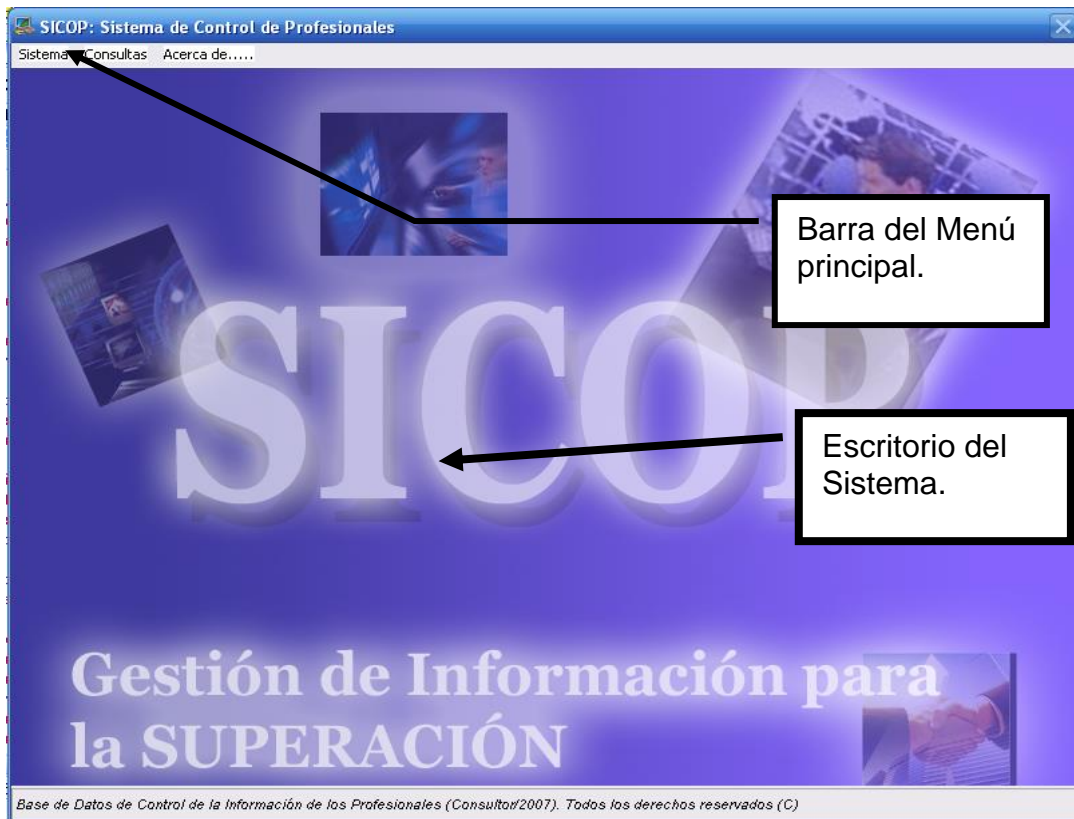 SICOP: Sistema de Control de Profesionales
Sistema Consultas Acerca de.....
Barra del Menú
principal.
SICOP
Escritorio del
Sistema.
Gestión de Información para
la SUPERACIÓN
Base de Datos de Control de la Información de los Profesionales (Consultor/2007). Todos los derechos reservados (C)